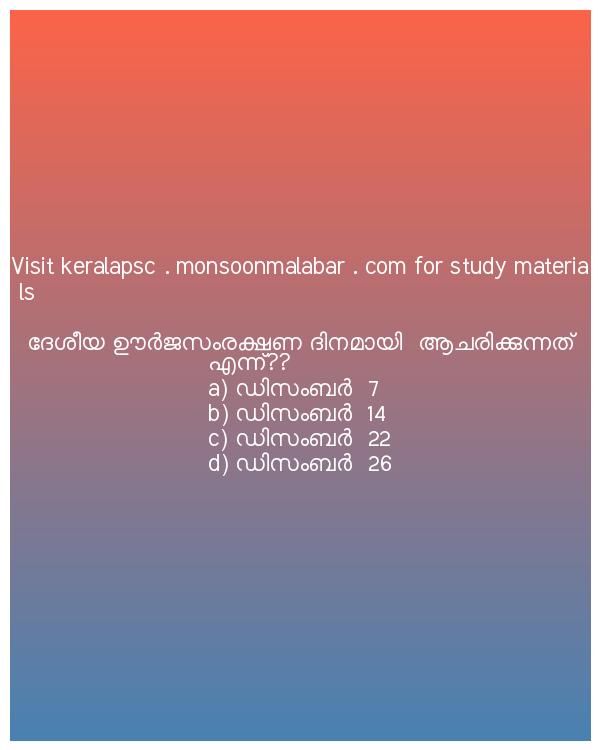 Visit keralapsc . monsoonmalabar . com for study materia
ls
ദേശീയ ഊർജസംരക്ഷണ ദിനമായി ആചരിക്കുന്നത്
എന്ന്??
a) ഡിസംബർ 7
b) ഡിസംബർ 14
c) ഡിസംബർ 22
d) ഡിസംബർ 26